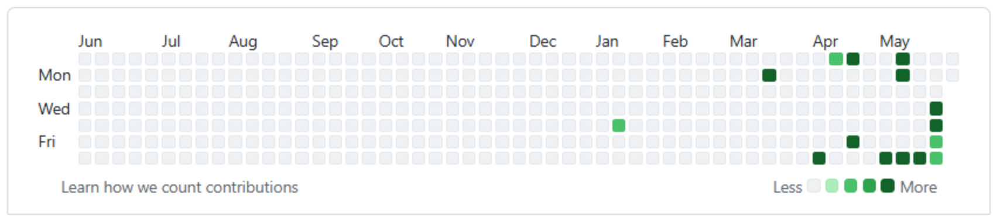 Jun Jul Aug Sep Oct Nov Dec Jan Feb Mar Apr May
Mon
Wed
Fri
Learn how we count contributions Less More